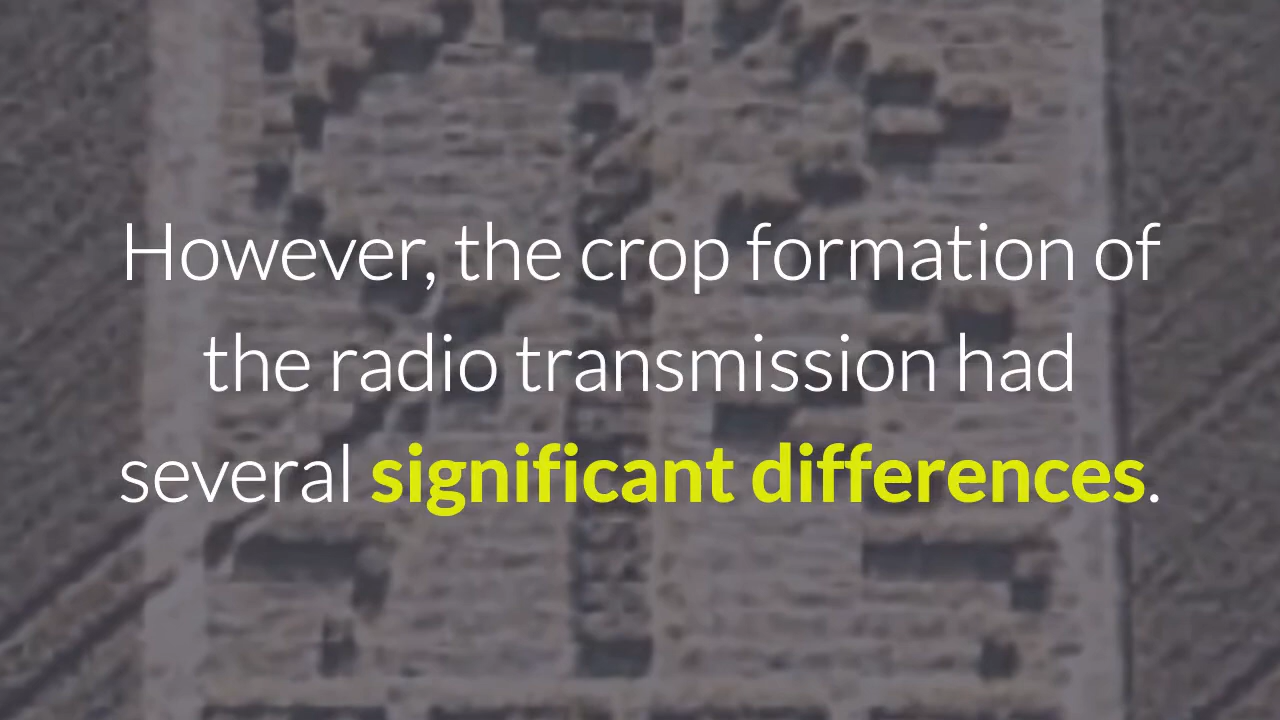 However, the crop formation of
the radio transmission had
several significant differences.